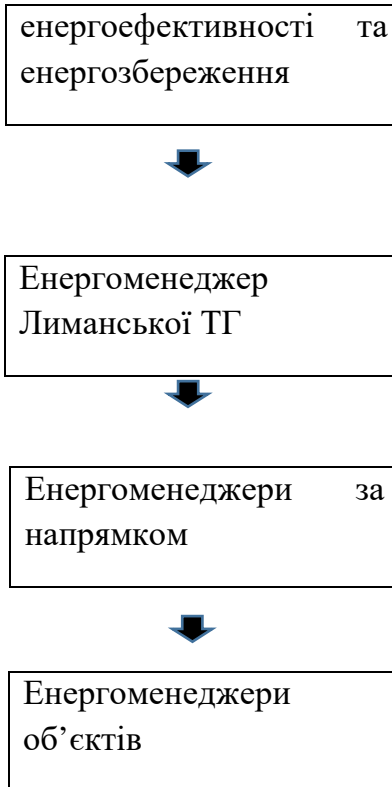 енергоефективності та
енергозбереження
Енергоменеджер
Лиманської ТГ
Енергоменеджери за
напрямком
Енергоменеджери
об’єктів